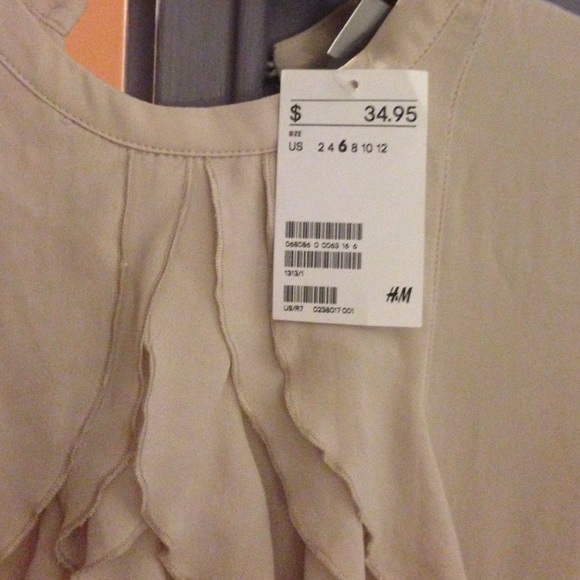 $ 34.95
SIZE
US 2 4 6 8 10 12
068086 0 0063 16 6
1313/1
US/R7 0238017 001
H&M